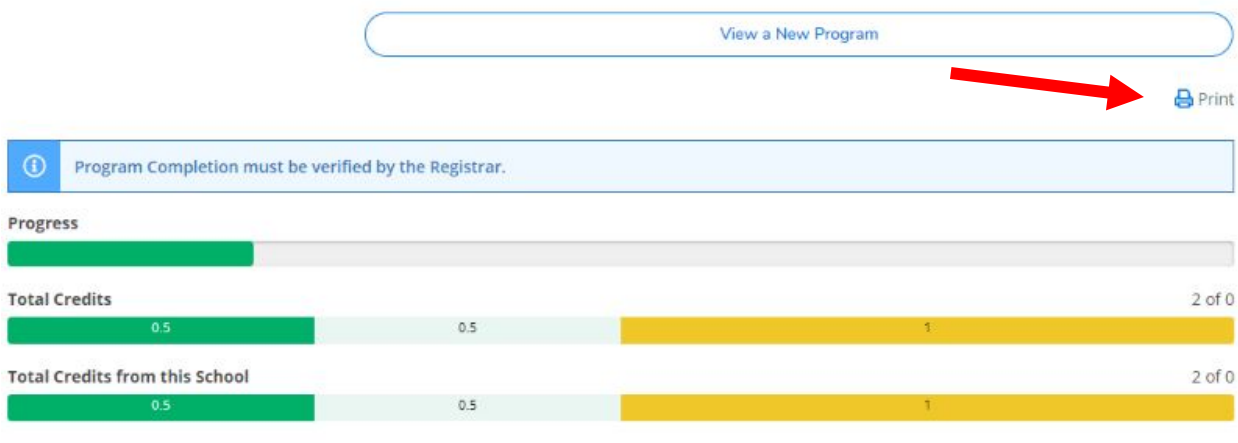 View a New Program
Print
Program Completion must be verified by the Registrar.
Progress
Total Credits 2 of 0
0.5 0.5 1
Total Credits from this School 2 of 0
0.5 0.5 1